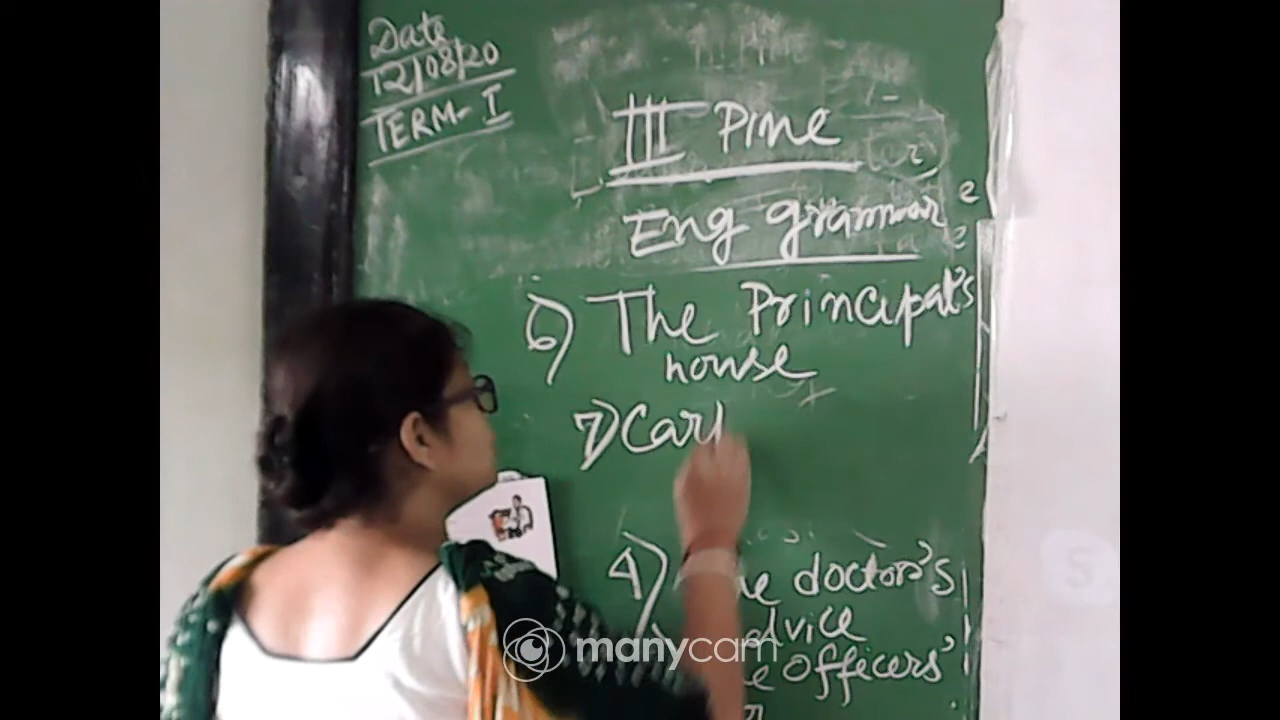 Date
12/08/20
TERM- I
III Pine
Eng grammar
6) The Principal's
house
7) Car
4) doctor's
advice
officers'
manycam